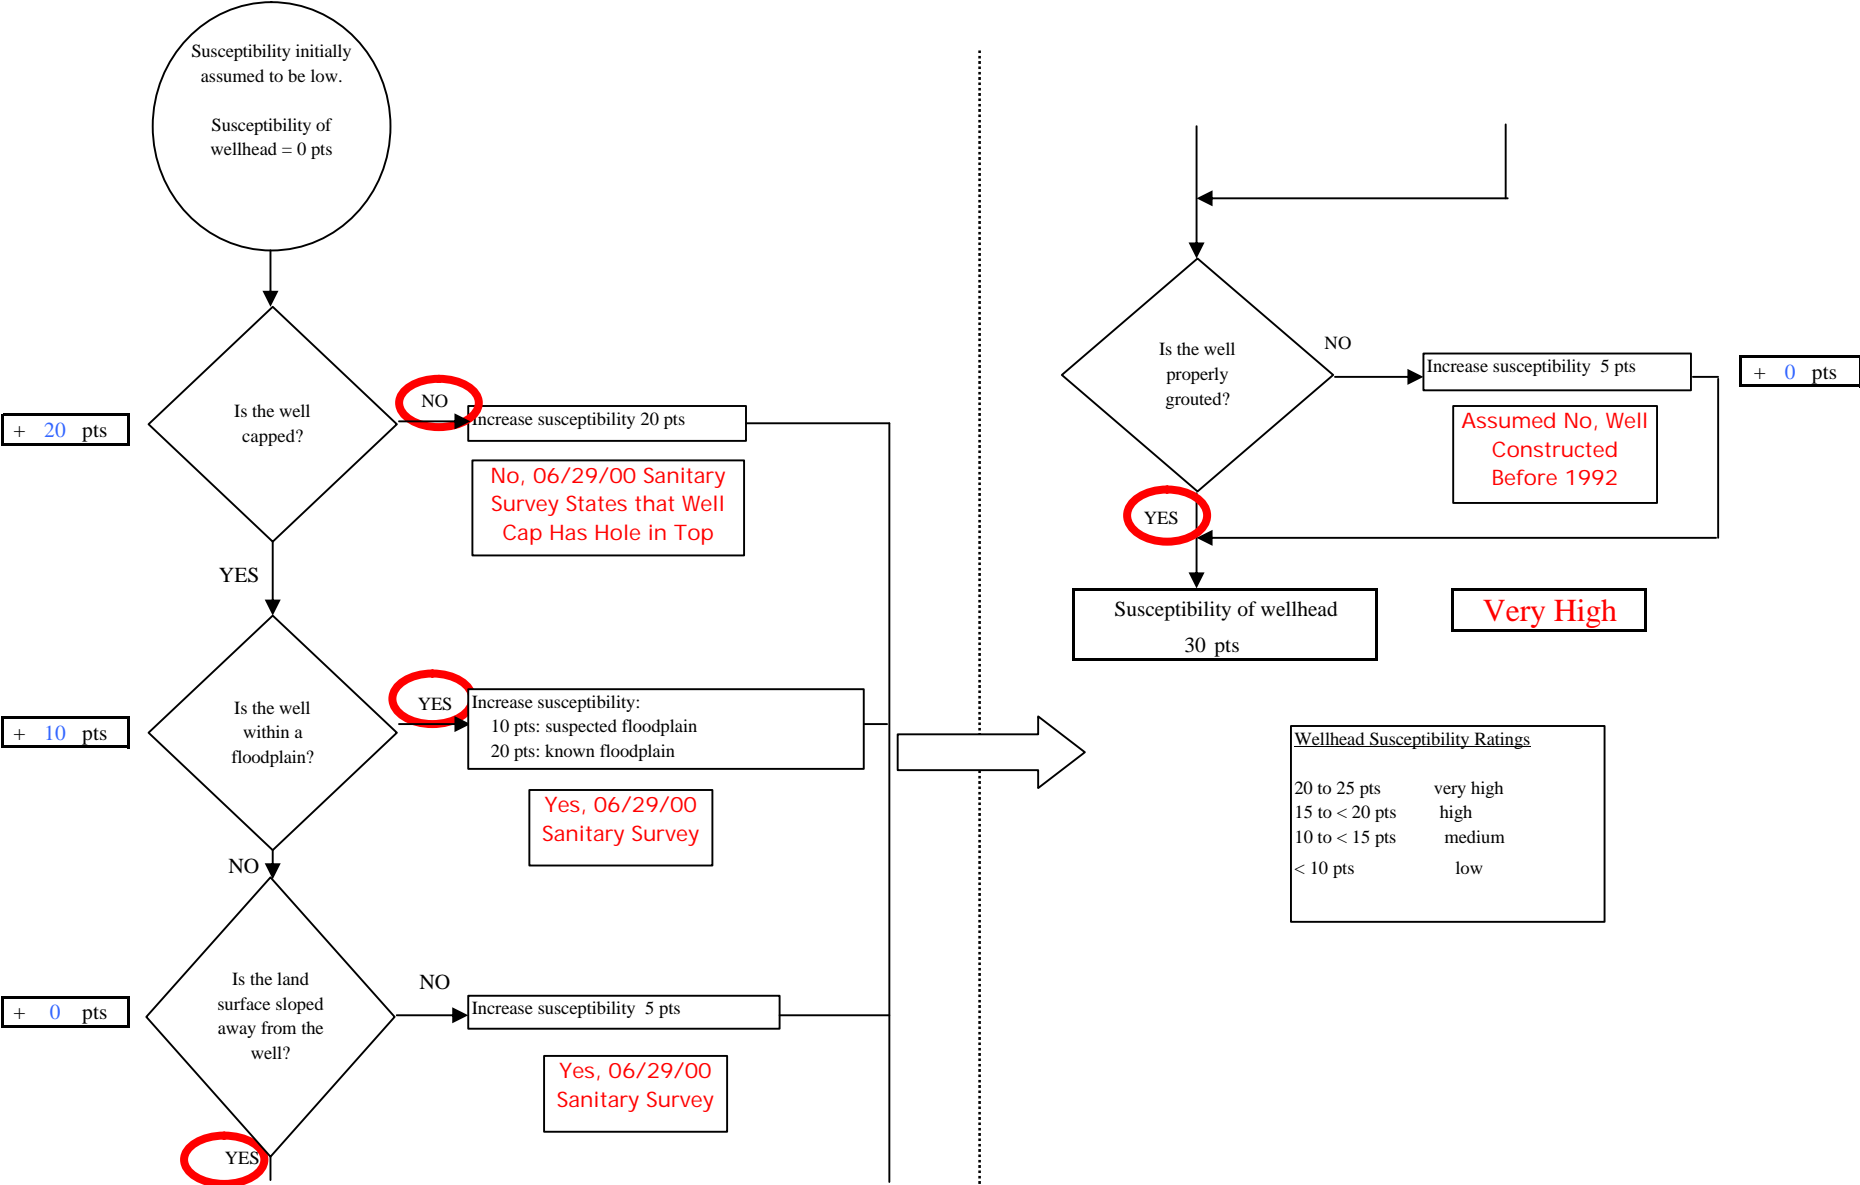 Susceptibility initially
assumed to be low.
Susceptibility of
wellhead = 0 pts
Is the well
capped?
NO
Increase susceptibility 20 pts
+ 20 pts
No, 06/29/00 Sanitary
Survey States that Well
Cap Has Hole in Top
YES
Is the well
within a
floodplain?
YES
Increase susceptibility:
10 pts: suspected floodplain
20 pts: known floodplain
+ 10 pts
Yes, 06/29/00
Sanitary Survey
NO
Is the land
surface sloped
away from the
well?
NO
Increase susceptibility 5 pts
+ 0 pts
Yes, 06/29/00
Sanitary Survey
YES
Is the well
properly
grouted?
NO
Increase susceptibility 5 pts
+ 0 pts
Assumed No, Well
Constructed
Before 1992
YES
Susceptibility of wellhead
30 pts
Very High
Wellhead Susceptibility Ratings
20 to 25 pts very high
15 to < 20 pts high
10 to < 15 pts medium
< 10 pts low